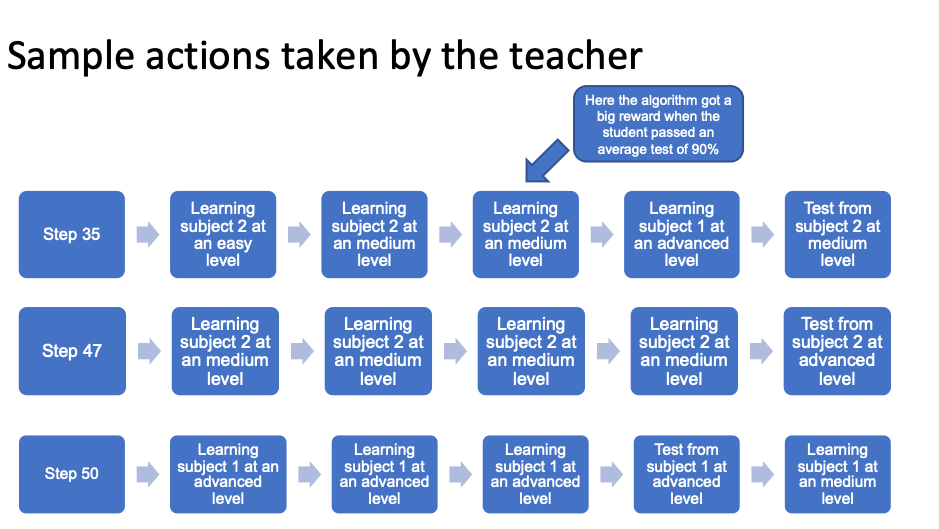 Sample actions taken by the teacher
Here the algorithm got a
big reward when the
student passed an
average test of 90%
Step 35
Learning
subject 2 at
an easy
level
Learning
subject 2 at
an medium
level
Learning
subject 2 at
an medium
level
Learning
subject 1 at
an advanced
level
Test from
subject 2 at
medium
level
Step 47
Learning
subject 2 at
an medium
level
Learning
subject 2 at
an medium
level
Learning
subject 2 at
an medium
level
Learning
subject 2 at
an medium
level
Test from
subject 2 at
advanced
level
Step 50
Learning
subject 1 at an
advanced
level
Learning
subject 1 at
an advanced
level
Learning
subject 1 at
an advanced
level
Test from
subject 1 at
advanced
level
Learning
subject 1 at
an medium
level